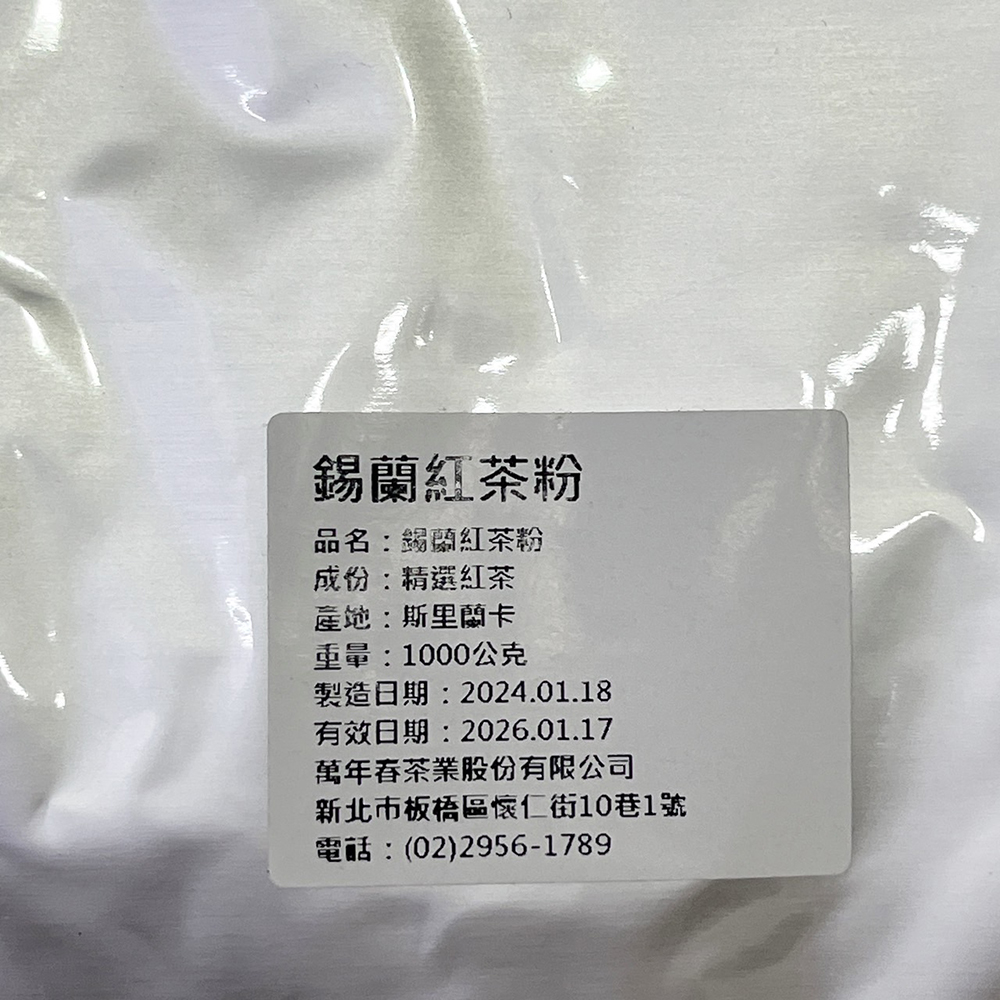 錫蘭紅茶粉
品名：錫蘭紅茶粉
成份：精選紅茶
產地：斯里蘭卡
重量：1000公克
製造日期：2024.01.18
有效日期：2026.01.17
萬年春茶業股份有限公司
新北市板橋區懷仁街10巷1號
電話：(02)2956-1789